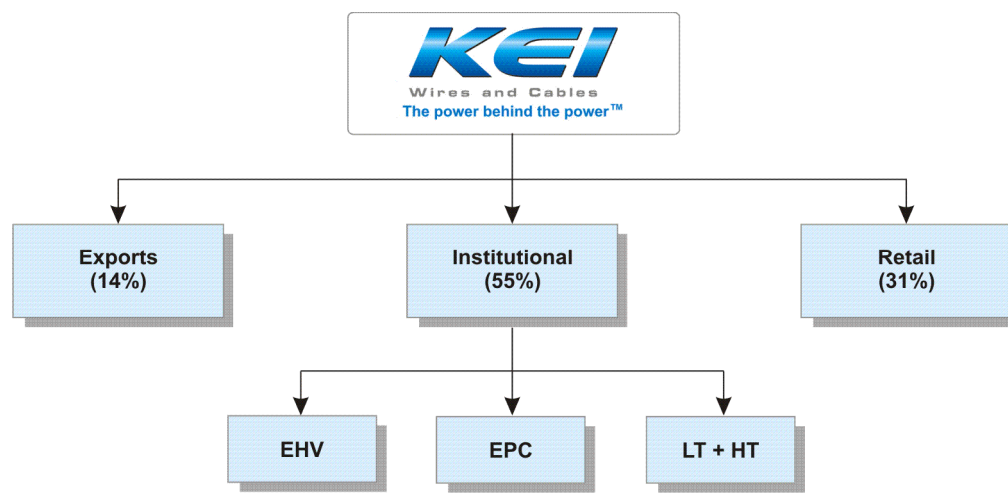 KEI
Wires and Cables
The power behind the power™
Exports
(14%)
Institutional
(55%)
Retail
(31%)
EHV
EPC
LT + HT